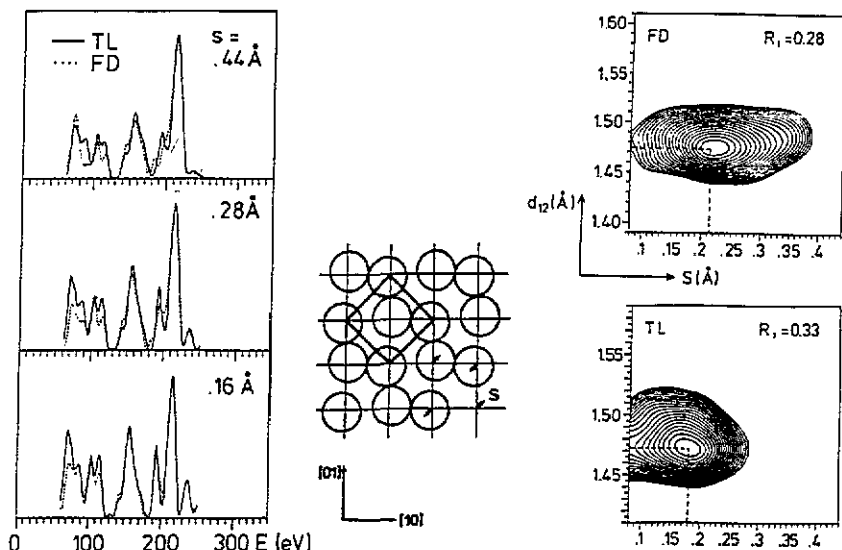 — TL
···· FD
s =
.44 Å
.28Å
.16 Å
0 100 200 300 E (eV)
s
[01]
[10]
FD R₁=0.28
1.60
1.55
1.50
1.45
1.40
d₁₂(Å)
.1 .15 .2 .25 .3 .35 .4
S(Å)
TL R₁=0.33
1.55
1.50
1.45
.1 .15 .2 .25 .3 .35 .4